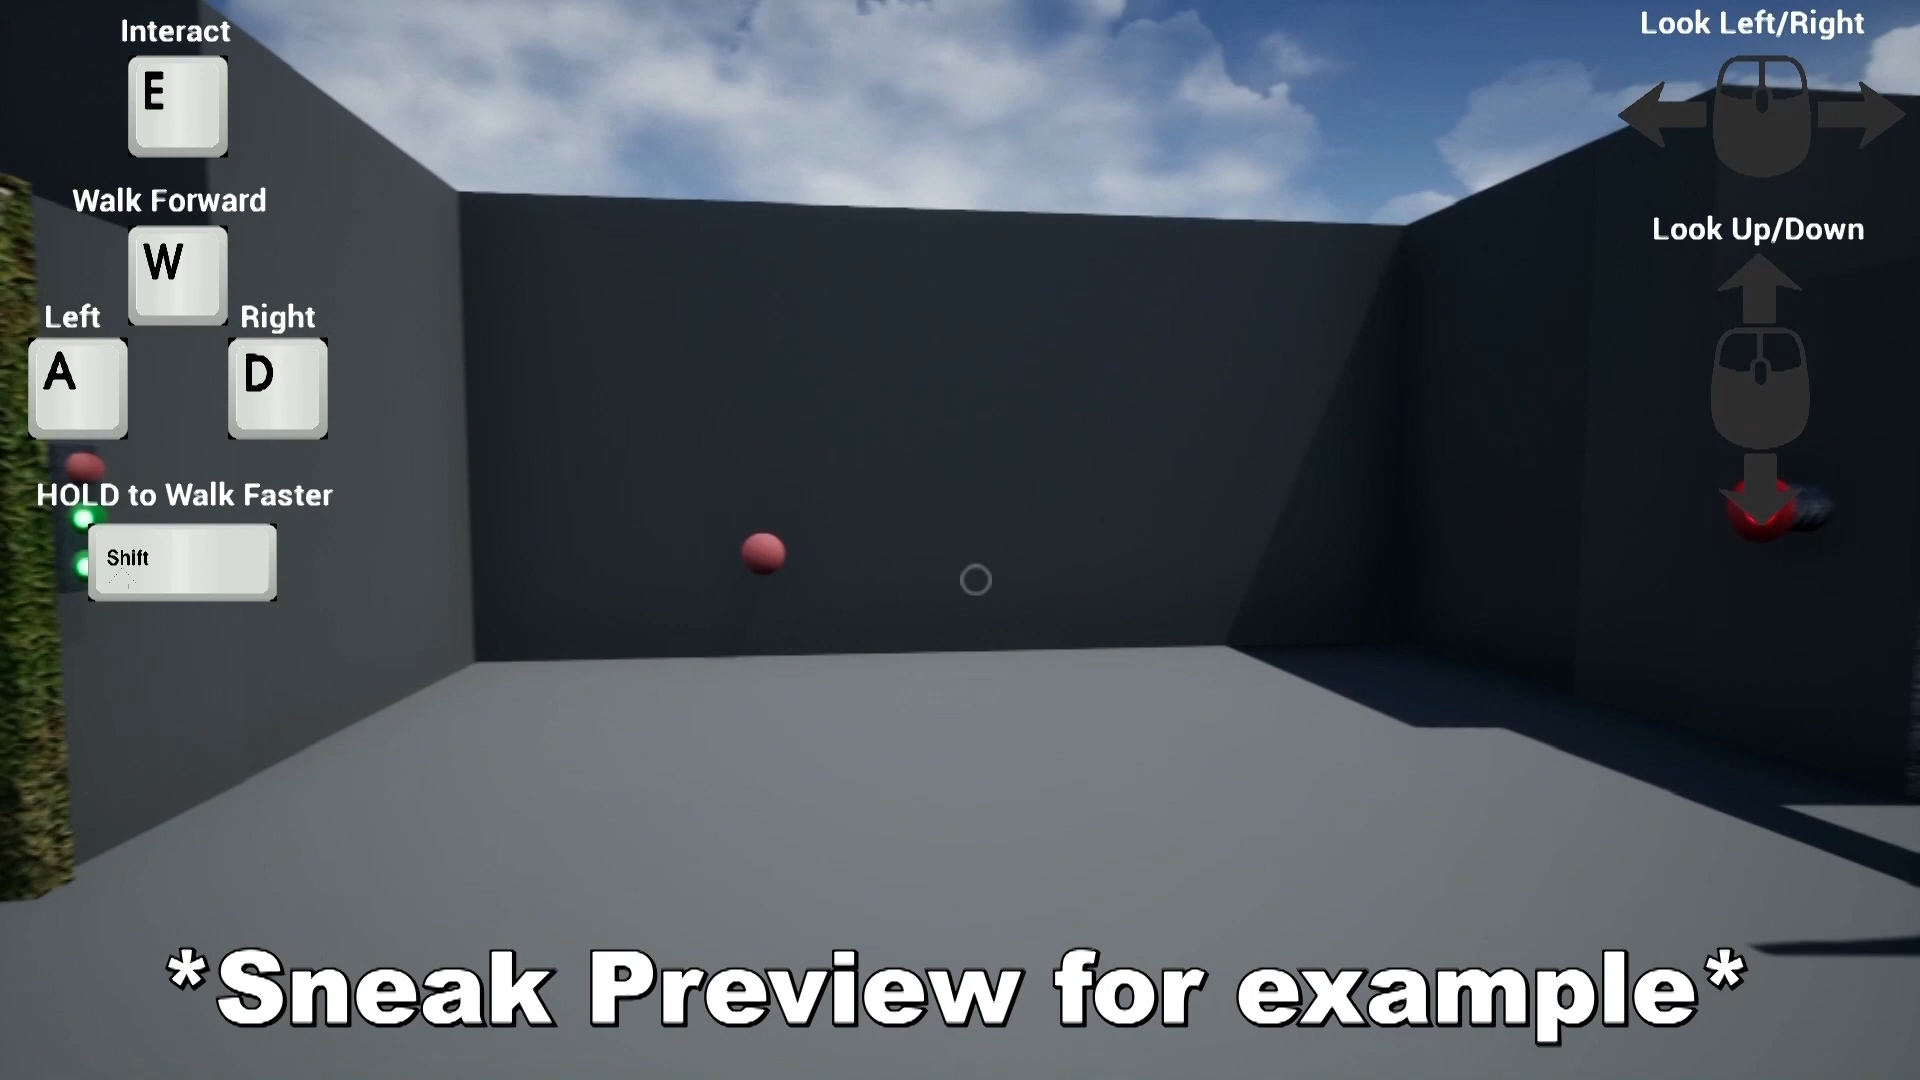 Interact
E
Walk Forward
W
Left
Right
A
D
HOLD to Walk Faster
Shift
Look Left/Right
Look Up/Down
*Sneak Preview for example*